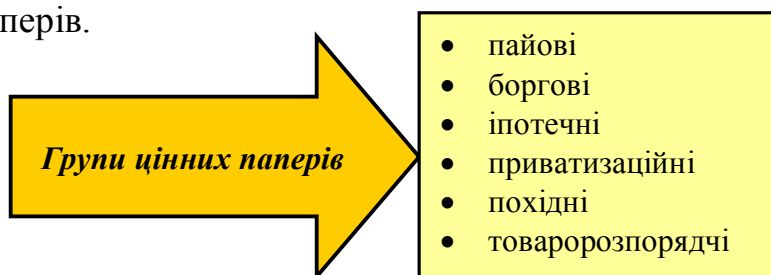 перів.
Групи цінних паперів
• пайові
• боргові
• іпотечні
• приватизаційні
• похідні
• товаророзпорядчі